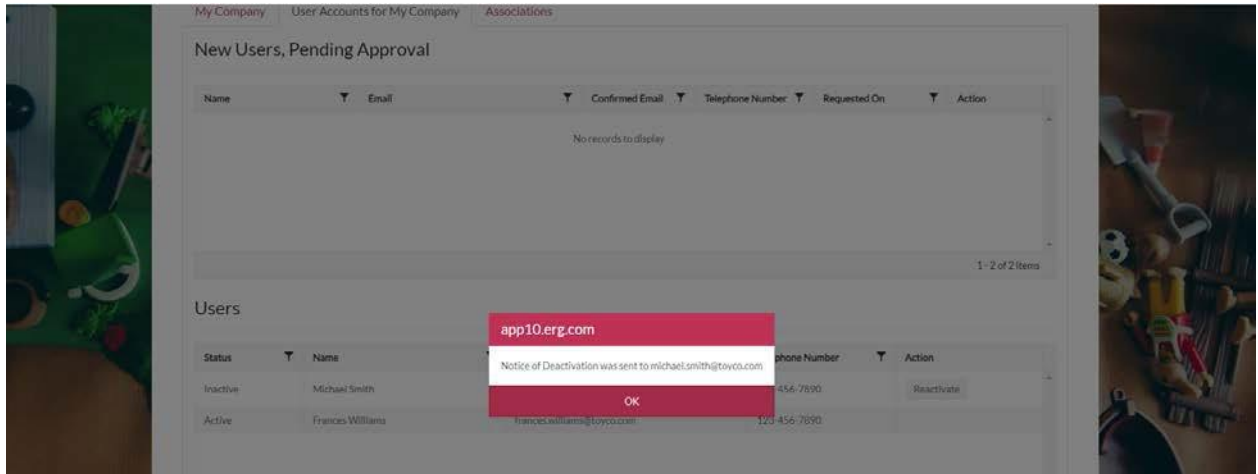 My Company User Accounts for My Company Associations
New Users, Pending Approval
Name Email Confirmed Email Telephone Number Requested On Action
No records to display
1 - 2 of 2 items
Users
app10.erg.com
Status Name phone Number Action
Notice of Deactivation was sent to michael.smith@toyco.com
Inactive Michael Smith 456-7890 Reactivate
OK
Active Frances Williams frances.williams@toyco.com 123-456-7890